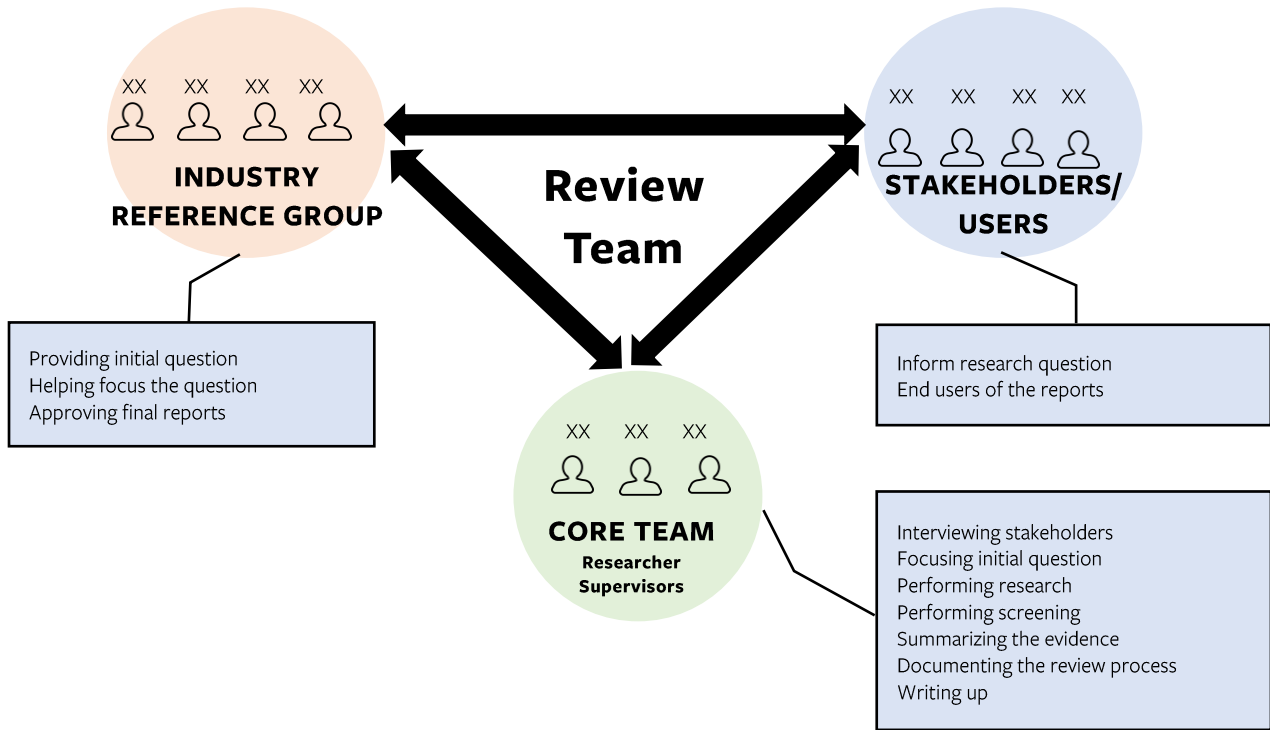 XX XX XX XX
INDUSTRY
REFERENCE GROUP
Review
Team
XX XX XX XX
STAKEHOLDERS/
USERS
Providing initial question
Helping focus the question
Approving final reports
Inform research question
End users of the reports
XX XX XX
CORE TEAM
Researcher
Supervisors
Interviewing stakeholders
Focusing initial question
Performing research
Performing screening
Summarizing the evidence
Documenting the review process
Writing up